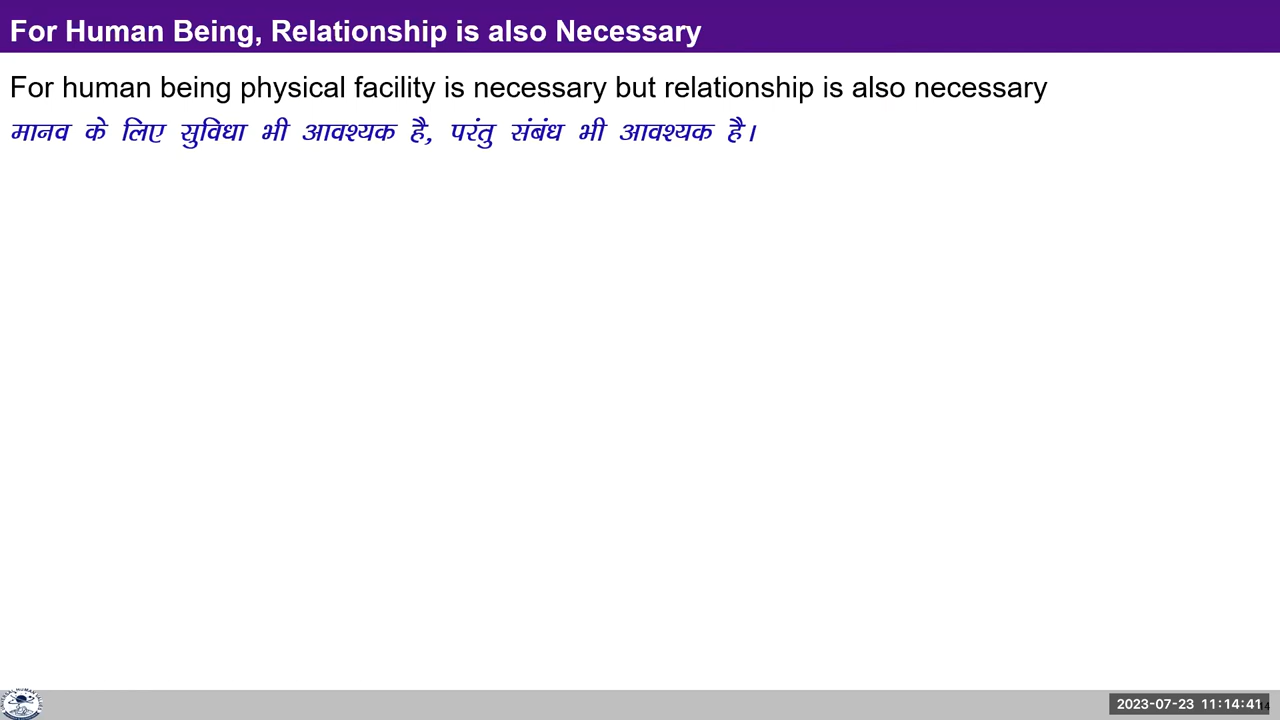 For Human Being, Relationship is also Necessary
For human being physical facility is necessary but relationship is also necessary
मानव के लिए सुविधा भी आवश्यक है, परंतु संबंध भी आवश्यक है।
2023-07-23 11:14:41